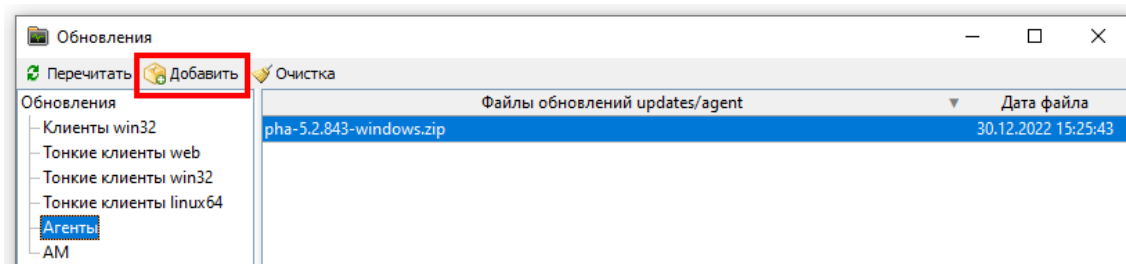 Обновления
Перечитать Добавить Очистка
Обновления Файлы обновлений updates/agent Дата файла
Клиенты win32 pha-5.2.843-windows.zip 30.12.2022 15:25:43
Тонкие клиенты web
Тонкие клиенты win32
Тонкие клиенты linux64
Агенты
АМ